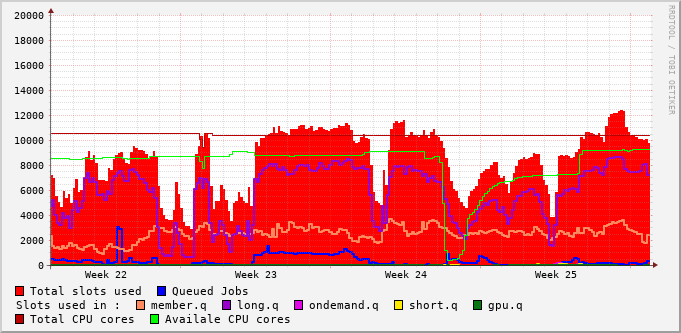 RRDTOOL / TOBI OETIKER
20000
18000
16000
14000
12000
10000
8000
6000
4000
2000
0
Week 22 Week 23 Week 24 Week 25
Total slots used Queued Jobs
Slots used in : member.q long.q ondemand.q short.q gpu.q
Total CPU cores Availale CPU cores